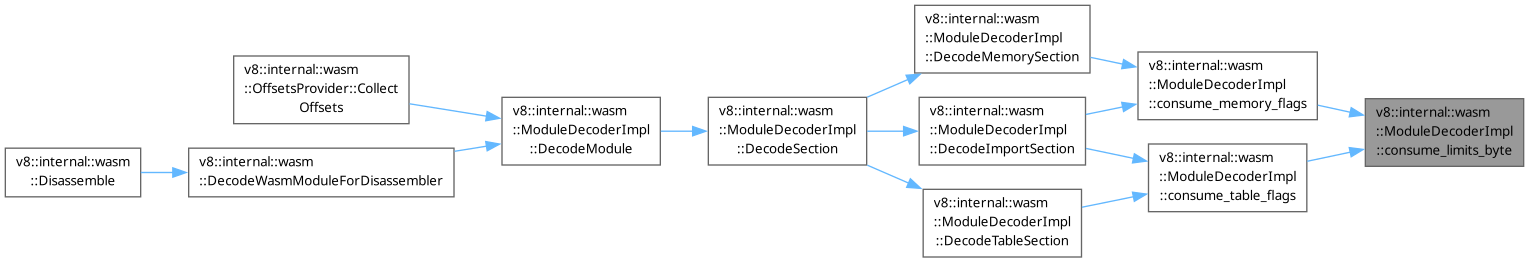 v8::internal::wasm
::Disassemble
v8::internal::wasm
::OffsetsProvider::Collect
Offsets
v8::internal::wasm
::DecodeWasmModuleForDisassembler
v8::internal::wasm
::ModuleDecoderImpl
::DecodeModule
v8::internal::wasm
::ModuleDecoderImpl
::DecodeSection
v8::internal::wasm
::ModuleDecoderImpl
::DecodeMemorySection
v8::internal::wasm
::ModuleDecoderImpl
::DecodeImportSection
v8::internal::wasm
::ModuleDecoderImpl
::DecodeTableSection
v8::internal::wasm
::ModuleDecoderImpl
::consume_memory_flags
v8::internal::wasm
::ModuleDecoderImpl
::consume_table_flags
v8::internal::wasm
::ModuleDecoderImpl
::consume_limits_byte